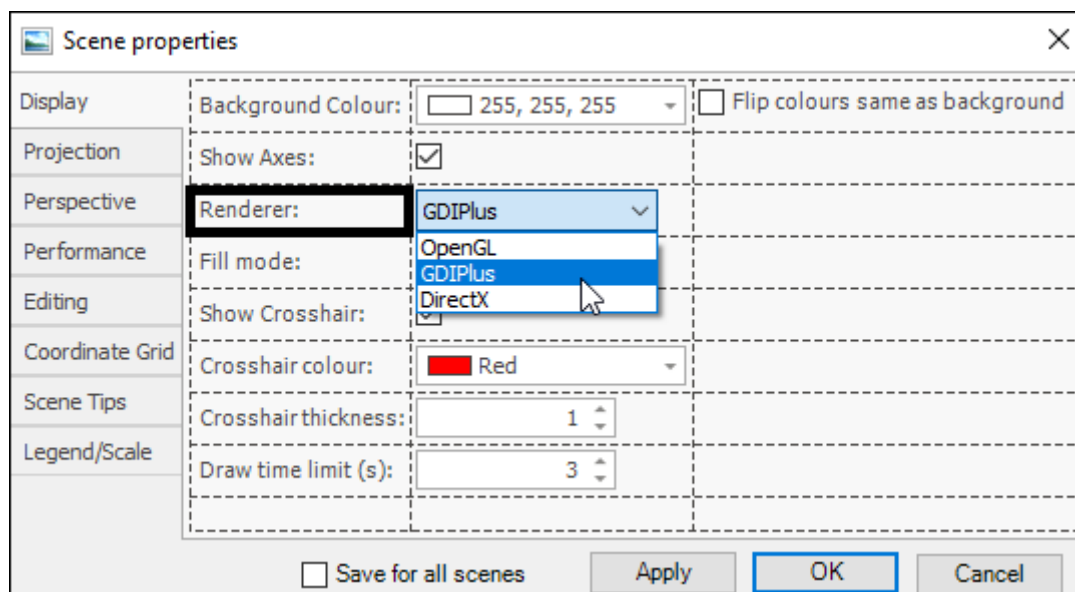 Scene properties
Display
Projection
Perspective
Performance
Editing
Coordinate Grid
Scene Tips
Legend/Scale
Background Colour: 255, 255, 255 Flip colours same as background
Show Axes:
Renderer: GDIPlus
OpenGL
GDIPlus
DirectX
Fill mode:
Show Crosshair:
Crosshair colour: Red
Crosshair thickness: 1
Draw time limit (s): 3
Save for all scenes Apply OK Cancel